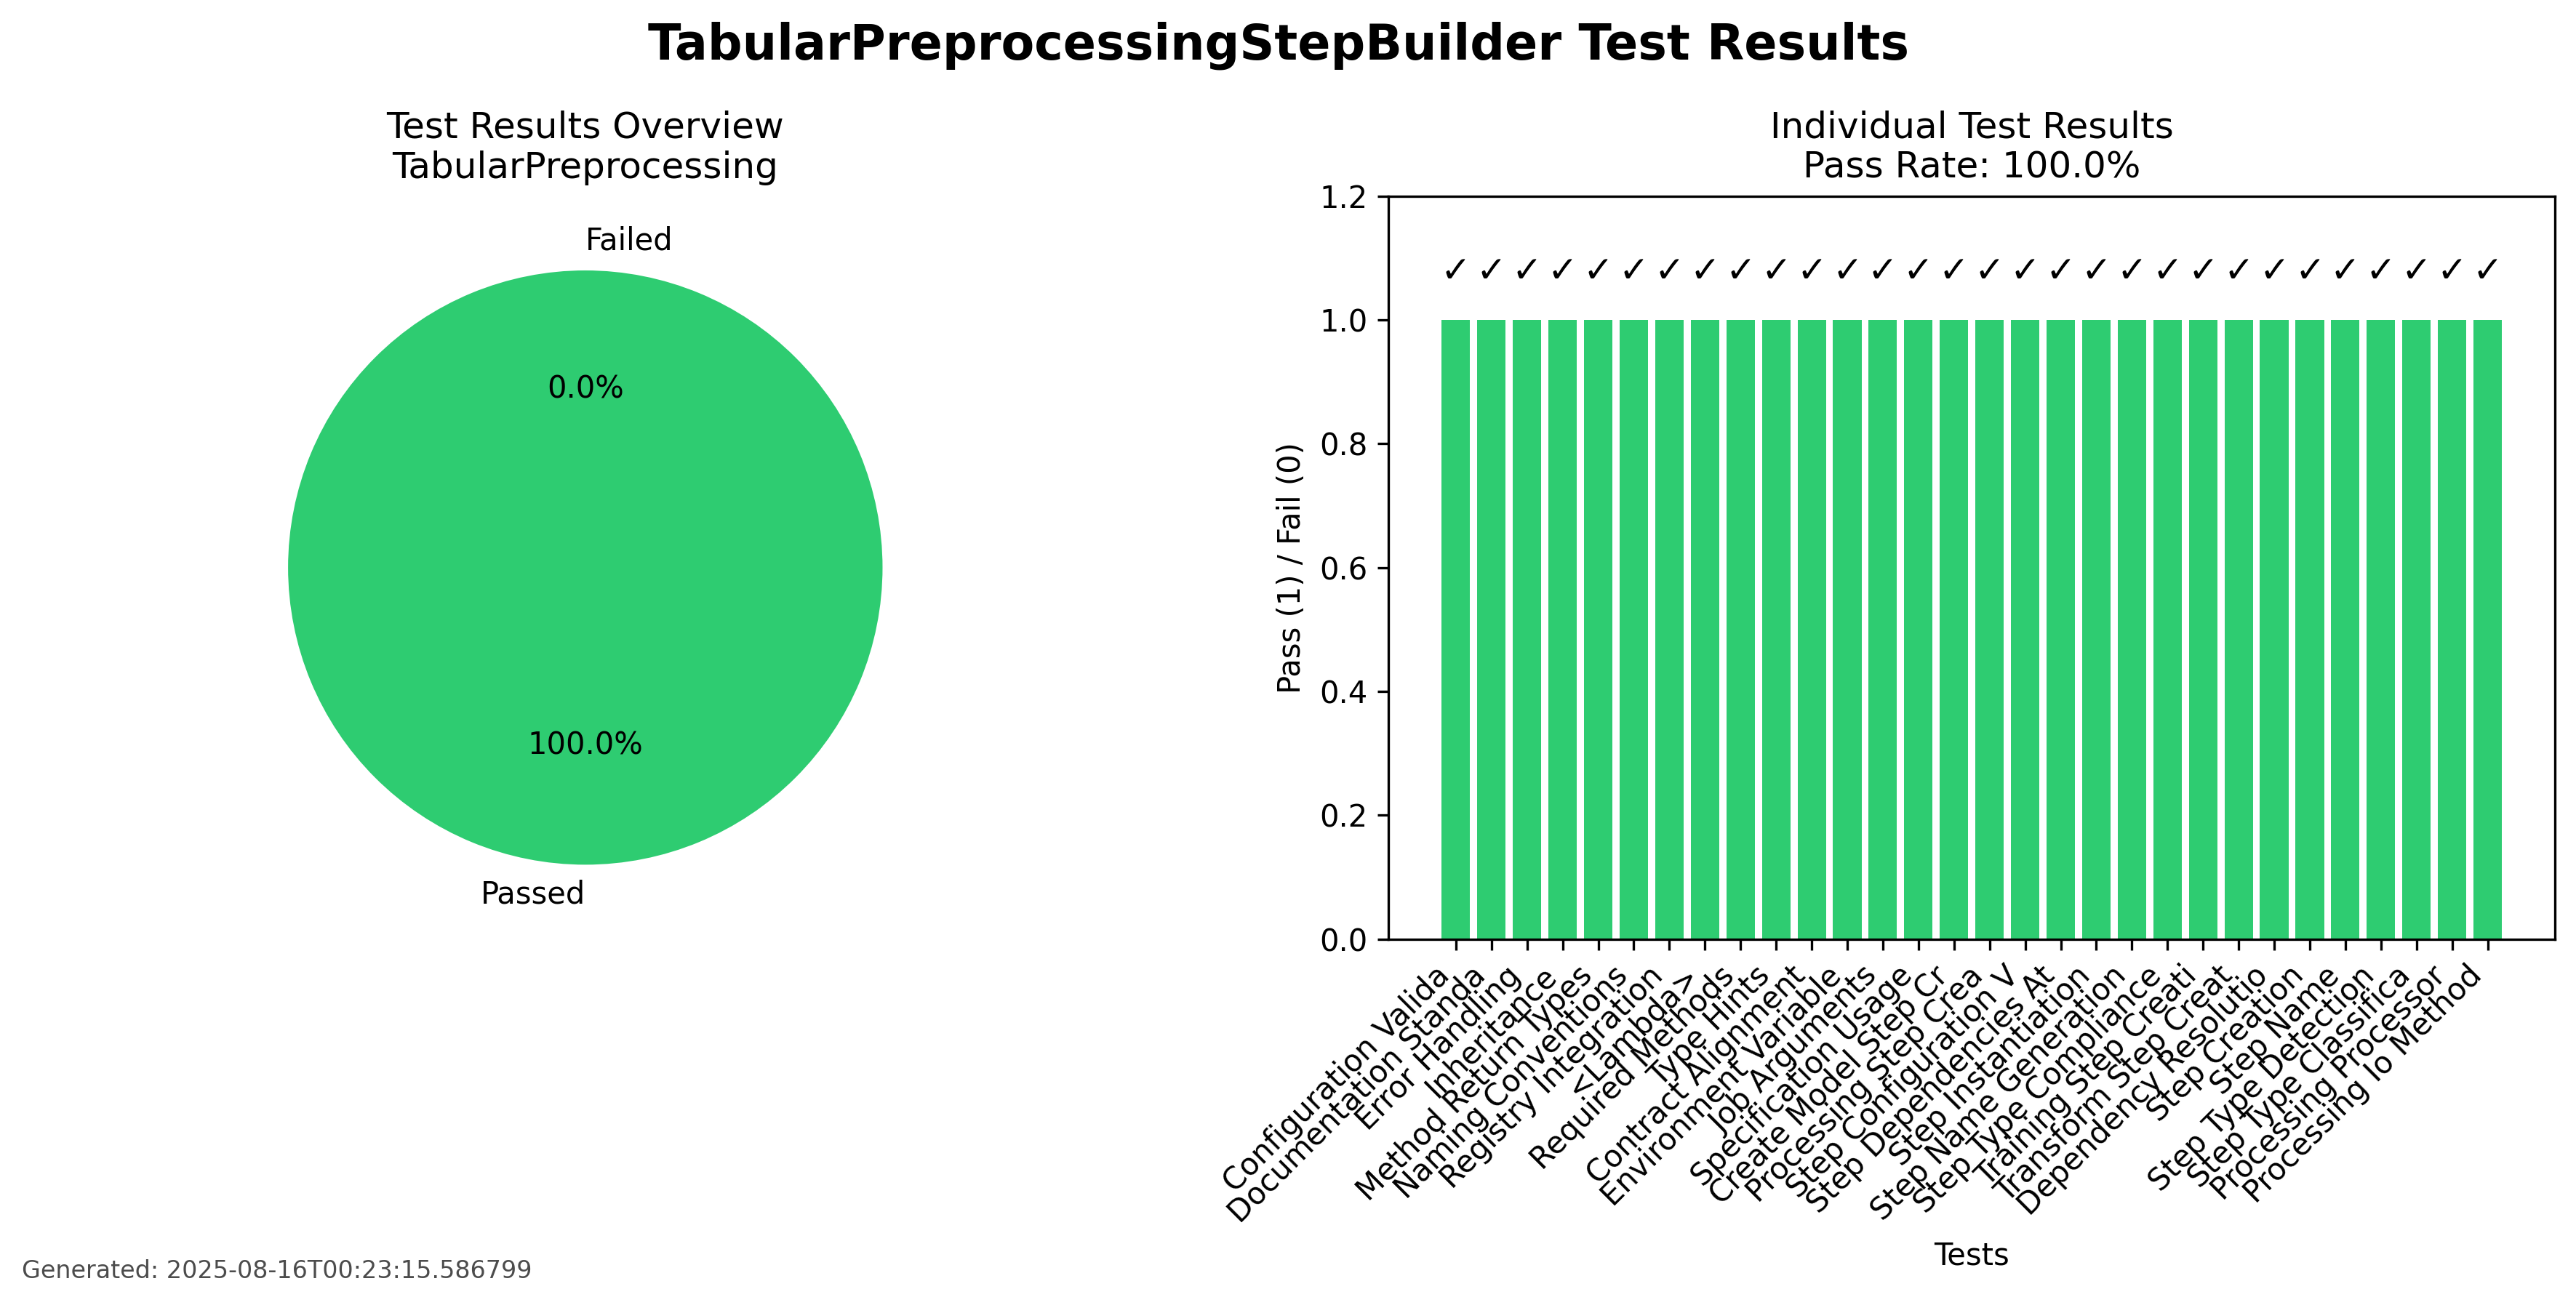 TabularPreprocessingStepBuilder Test Results
Test Results Overview
TabularPreprocessing
Failed
0.0%
100.0%
Passed
Individual Test Results
Pass Rate: 100.0%
1.2
1.0
0.8
0.6
0.4
0.2
0.0
Pass (1) / Fail (0)
✓ ✓ ✓ ✓ ✓ ✓ ✓ ✓ ✓ ✓ ✓ ✓ ✓ ✓ ✓ ✓ ✓ ✓ ✓ ✓ ✓ ✓ ✓ ✓ ✓ ✓ ✓ ✓ ✓ ✓
Configuration Valida
Documentation Standa
Error Handling
Inheritance
Method Return Types
Naming Conventions
Registry Integration
<Lambda>
Required Methods
Type Hints
Contract Alignment
Environment Variable
Job Arguments
Specification Usage
Create Model Step Cr
Processing Step Crea
Step Configuration V
Step Dependencies At
Step Instantiation
Step Name Generation
Step Type Compliance
Training Step Creati
Transform Step Creat
Dependency Resolutio
Step Creation
Step Name
Step Type Detection
Step Type Classifica
Processing Processor
Processing Io Method
Tests
Generated: 2025-08-16T00:23:15.586799